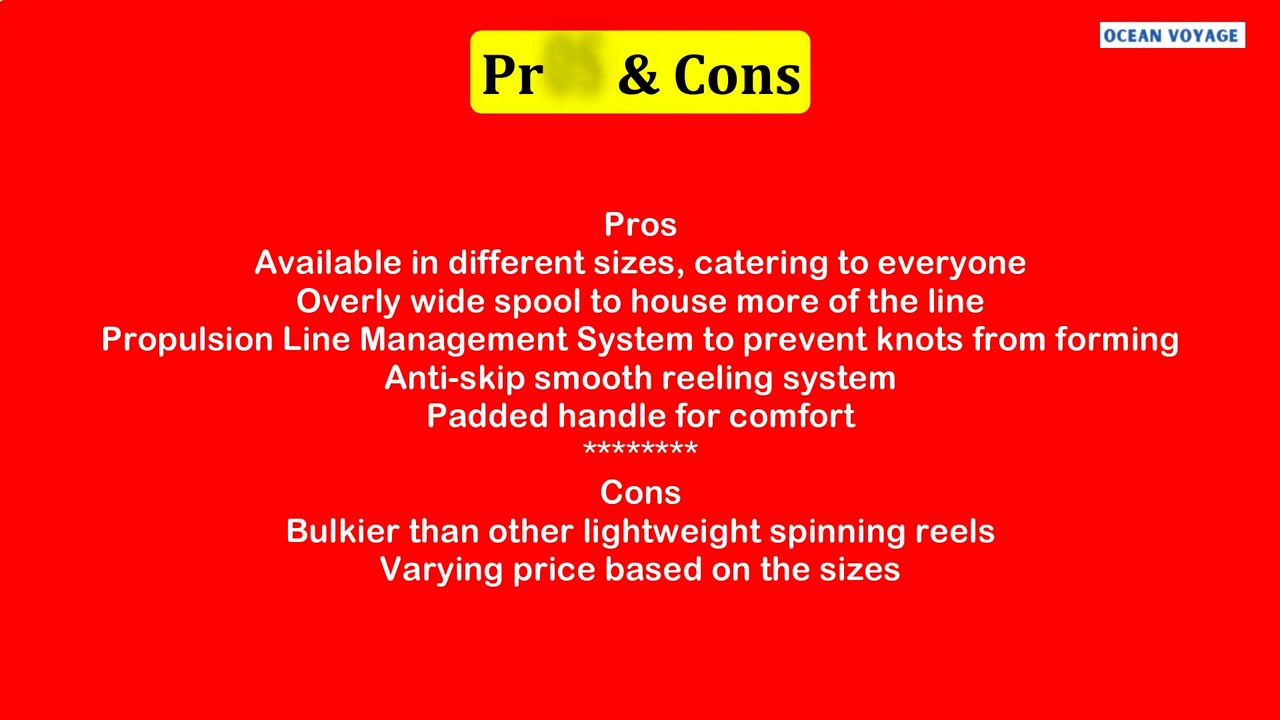 OCEAN VOYAGE
Pros & Cons
Pros
Available in different sizes, catering to everyone
Overly wide spool to house more of the line
Propulsion Line Management System to prevent knots from forming
Anti-skip smooth reeling system
Padded handle for comfort
********
Cons
Bulkier than other lightweight spinning reels
Varying price based on the sizes